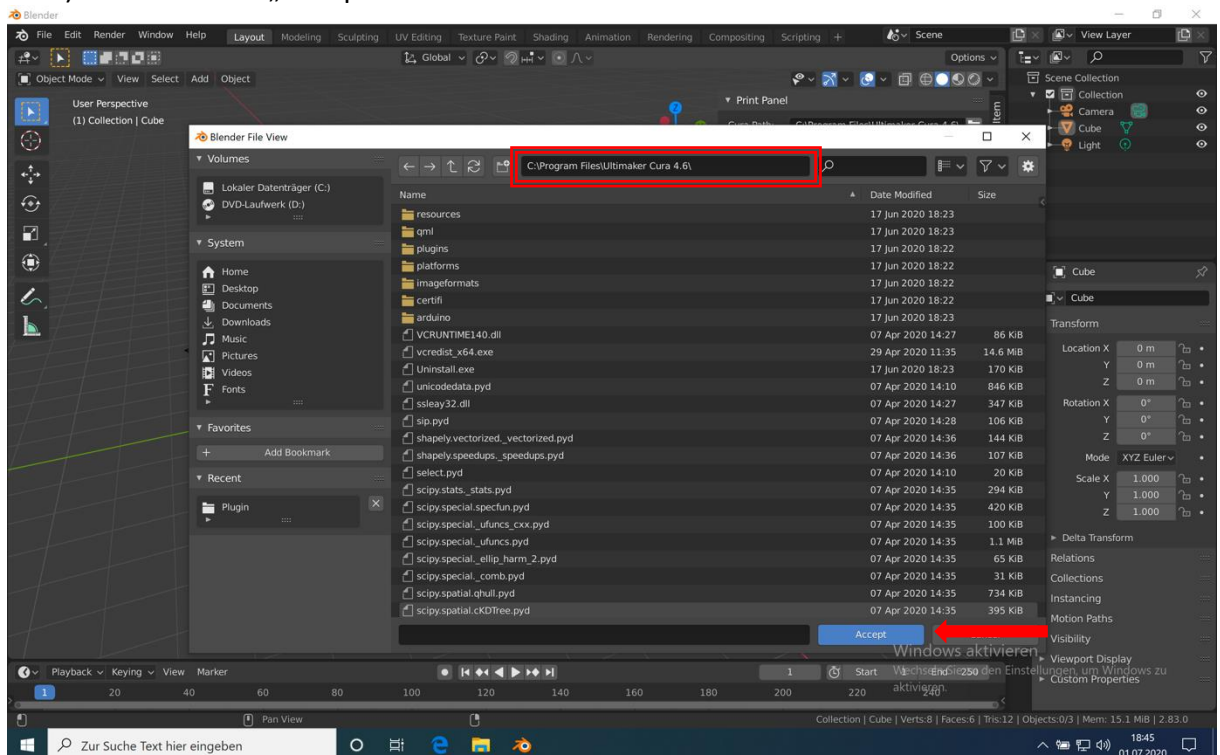 Blender
File Edit Render Window Help Layout Modeling Sculpting UV Editing Texture Paint Shading Animation Rendering Compositing Scripting + Scene View Layer
Global Options
Object Mode View Select Add Object
User Perspective
(1) Collection | Cube
Print Panel
Item
Scene Collection
Collection
Camera
Cube
Light
Blender File View
Volumes
Lokaler Datenträger (C:)
DVD-Laufwerk (D:)
System
Home
Desktop
Documents
Downloads
Music
Pictures
Videos
Fonts
Favorites
+ Add Bookmark
Recent
Plugin
C:\Program Files\Ultimaker Cura 4.6\
Name Date Modified Size
resources 17 Jun 2020 18:23
qml 17 Jun 2020 18:23
plugins 17 Jun 2020 18:22
platforms 17 Jun 2020 18:22
imageformats 17 Jun 2020 18:22
certifi 17 Jun 2020 18:22
arduino 17 Jun 2020 18:23
VCRUNTIME140.dll 07 Apr 2020 14:27 86 KiB
vcredist_x64.exe 29 Apr 2020 11:35 14.6 MiB
Uninstall.exe 17 Jun 2020 18:23 170 KiB
unicodedata.pyd 07 Apr 2020 14:10 846 KiB
ssleay32.dll 07 Apr 2020 14:27 347 KiB
sip.pyd 07 Apr 2020 14:28 106 KiB
shapely.vectorized._vectorized.pyd 07 Apr 2020 14:36 144 KiB
shapely.speedups._speedups.pyd 07 Apr 2020 14:36 107 KiB
select.pyd 07 Apr 2020 14:10 20 KiB
scipy.stats._stats.pyd 07 Apr 2020 14:35 294 KiB
scipy.special.specfun.pyd 07 Apr 2020 14:35 420 KiB
scipy.special._ufuncs_cxx.pyd 07 Apr 2020 14:35 100 KiB
scipy.special._ufuncs.pyd 07 Apr 2020 14:35 1.1 MiB
scipy.special._ellip_harm_2.pyd 07 Apr 2020 14:35 65 KiB
scipy.special._comb.pyd 07 Apr 2020 14:35 31 KiB
scipy.spatial.qhull.pyd 07 Apr 2020 14:35 734 KiB
scipy.spatial.cKDTree.pyd 07 Apr 2020 14:35 395 KiB
Accept
Cube
Cube
Transform
Location X 0 m
Y 0 m
Z 0 m
Rotation X 0°
Y 0°
Z 0°
Mode XYZ Euler
Scale X 1.000
Y 1.000
Z 1.000
Delta Transform
Relations
Collections
Instancing
Motion Paths
Visibility
Viewport Display
Custom Properties
Windows aktivieren
Wechseln Sie zu den Einstellungen, um Windows zu
aktivieren.
Playback Keying View Marker 1 Start 1 End 250
1 20 40 60 80 100 120 140 160 180 200 220 240
Pan View
Collection | Cube | Verts:8 | Faces:6 | Tris:12 | Objects:0/3 | Mem: 15.1 MiB | 2.83.0
Zur Suche Text hier eingeben
18:45
01.07.2020